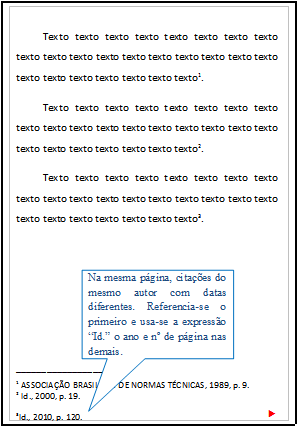 Texto texto texto texto texto texto texto texto
texto texto texto texto texto texto texto texto texto
texto texto texto texto texto texto texto¹.
Texto texto texto texto texto texto texto texto
texto texto texto texto texto texto texto texto texto
texto texto texto texto texto texto texto².
Texto texto texto texto texto texto texto texto
texto texto texto texto texto texto texto texto texto
texto texto texto texto texto texto texto³.
Na mesma página, citações do
mesmo autor com datas
diferentes. Referencia-se o
primeiro e usa-se a expressão
“Id.” o ano e nº de página nas
demais.
¹ ASSOCIAÇÃO BRASIL DE NORMAS TÉCNICAS, 1989, p. 9.
² Id., 2000, p. 19.
³Id., 2010, p. 120.